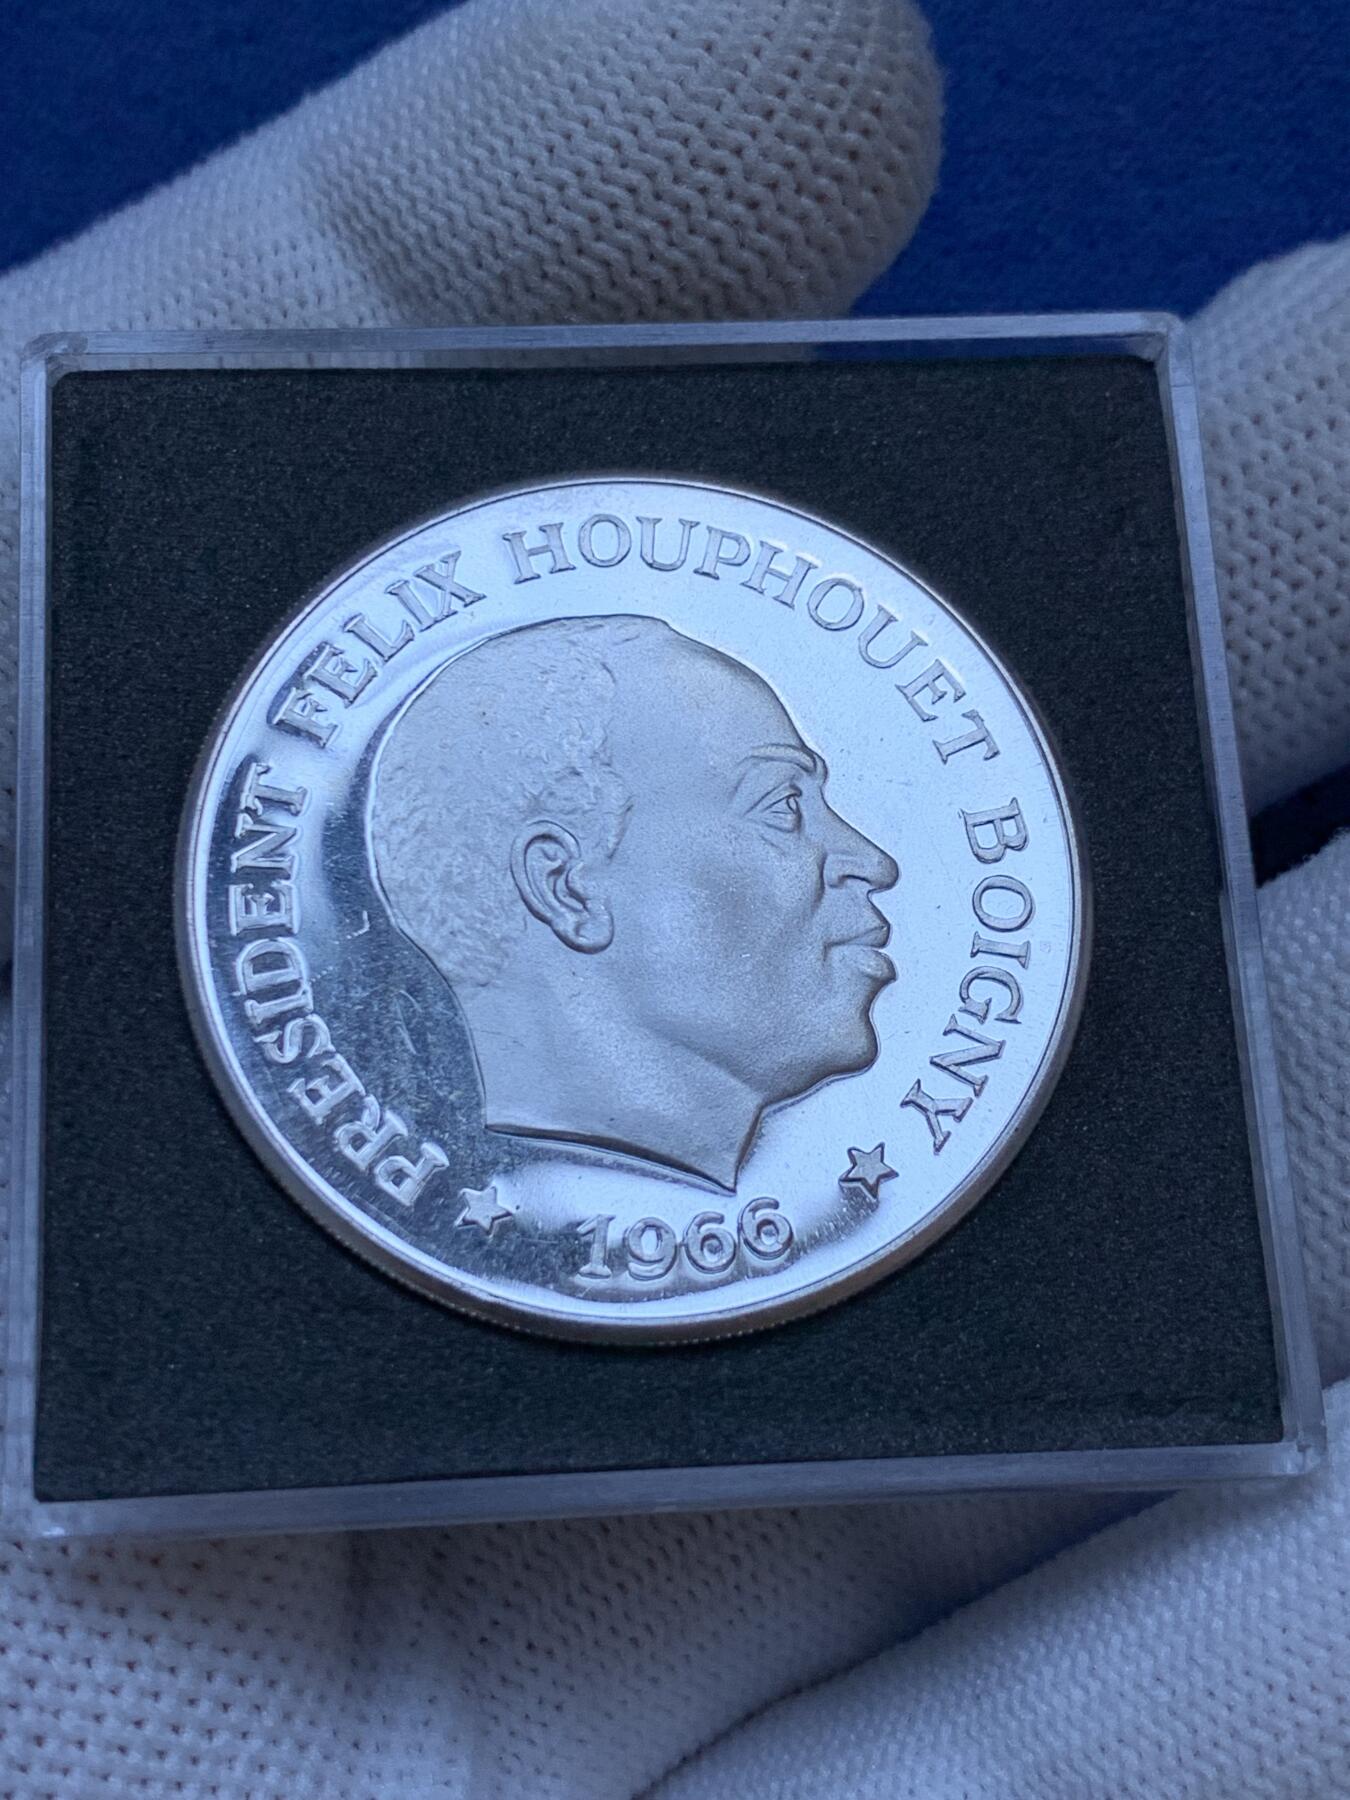 PRESIDENT FELIX HOUPHOUET BOIGNY
1966